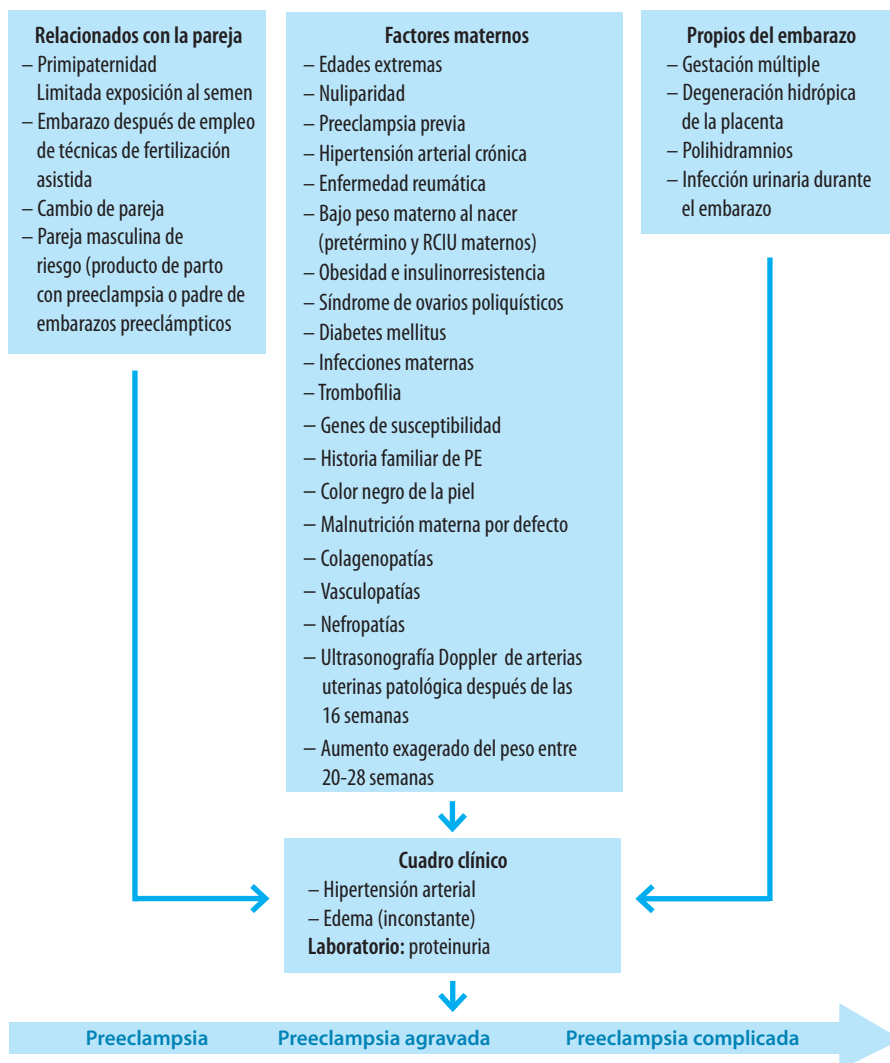 Relacionados con la pareja
– Primipaternidad
Limitada exposición al semen
– Embarazo después de empleo
de técnicas de fertilización
asistida
– Cambio de pareja
– Pareja masculina de
riesgo (producto de parto
con preeclampsia o padre de
embarazos preeclámpticos
Factores maternos
– Edades extremas
– Nuliparidad
– Preeclampsia previa
– Hipertensión arterial crónica
– Enfermedad reumática
– Bajo peso materno al nacer
(pretérmino y RCIU maternos)
– Obesidad e insulinorresistencia
– Síndrome de ovarios poliquísticos
– Diabetes mellitus
– Infecciones maternas
– Trombofilia
– Genes de susceptibilidad
– Historia familiar de PE
– Color negro de la piel
– Malnutrición materna por defecto
– Colagenopatías
– Vasculopatías
– Nefropatías
– Ultrasonografía Doppler de arterias
uterinas patológica después de las
16 semanas
– Aumento exagerado del peso entre
20-28 semanas
Propios del embarazo
– Gestación múltiple
– Degeneración hidrópica
de la placenta
– Polihidramnios
– Infección urinaria durante
el embarazo
Cuadro clínico
– Hipertensión arterial
– Edema (inconstante)
Laboratorio: proteinuria
Preeclampsia Preeclampsia agravada Preeclampsia complicada